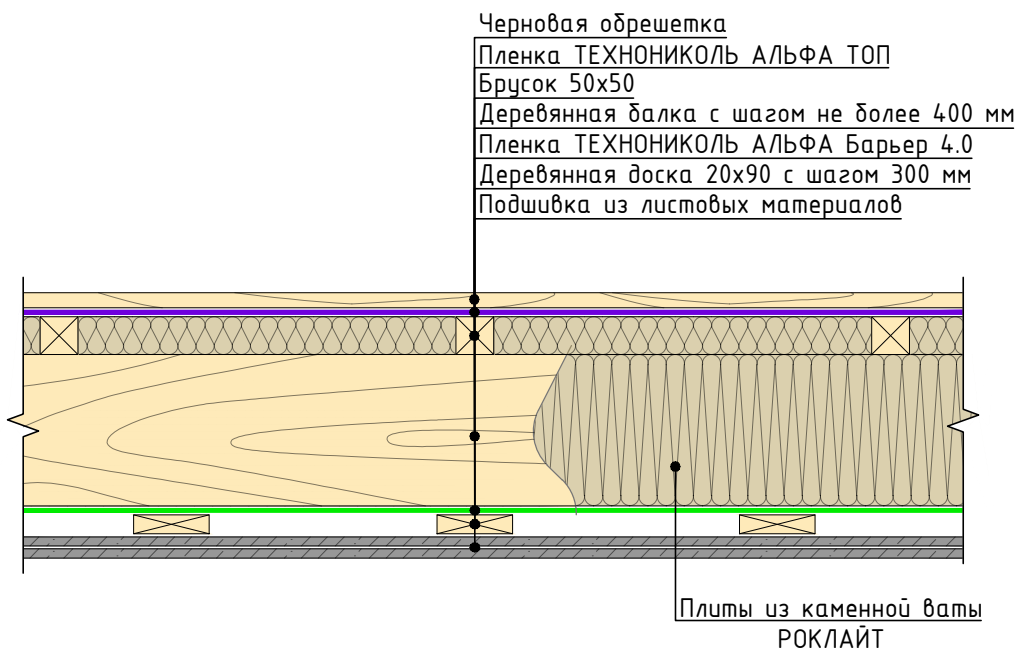 Черновая обрешетка
Пленка ТЕХНОНИКОЛЬ АЛЬФА ТОП
Брусок 50х50
Деревянная балка с шагом не более 400 мм
Пленка ТЕХНОНИКОЛЬ АЛЬФА Барьер 4.0
Деревянная доска 20х90 с шагом 300 мм
Подшивка из листовых материалов
Плиты из каменной ваты
РОКЛАЙТ